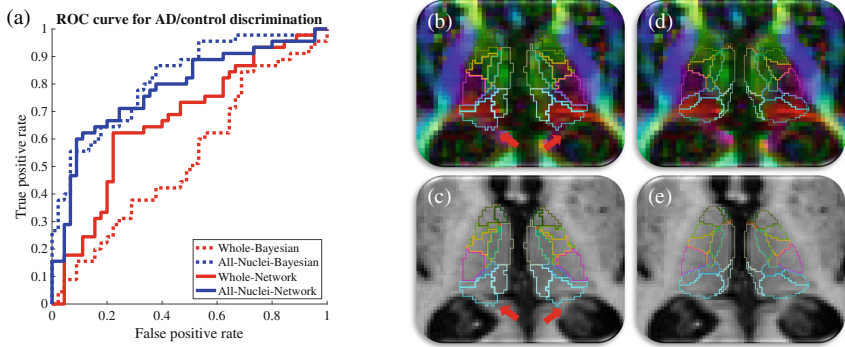 (a)
ROC curve for AD/control discrimination
1
0.9
0.8
0.7
0.6
0.5
0.4
0.3
0.2
0.1
0
True positive rate
0 0.2 0.4 0.6 0.8 1
False positive rate
Whole-Bayesian
All-Nuclei-Bayesian
Whole-Network
All-Nuclei-Network
(b)
(d)
(c)
(e)